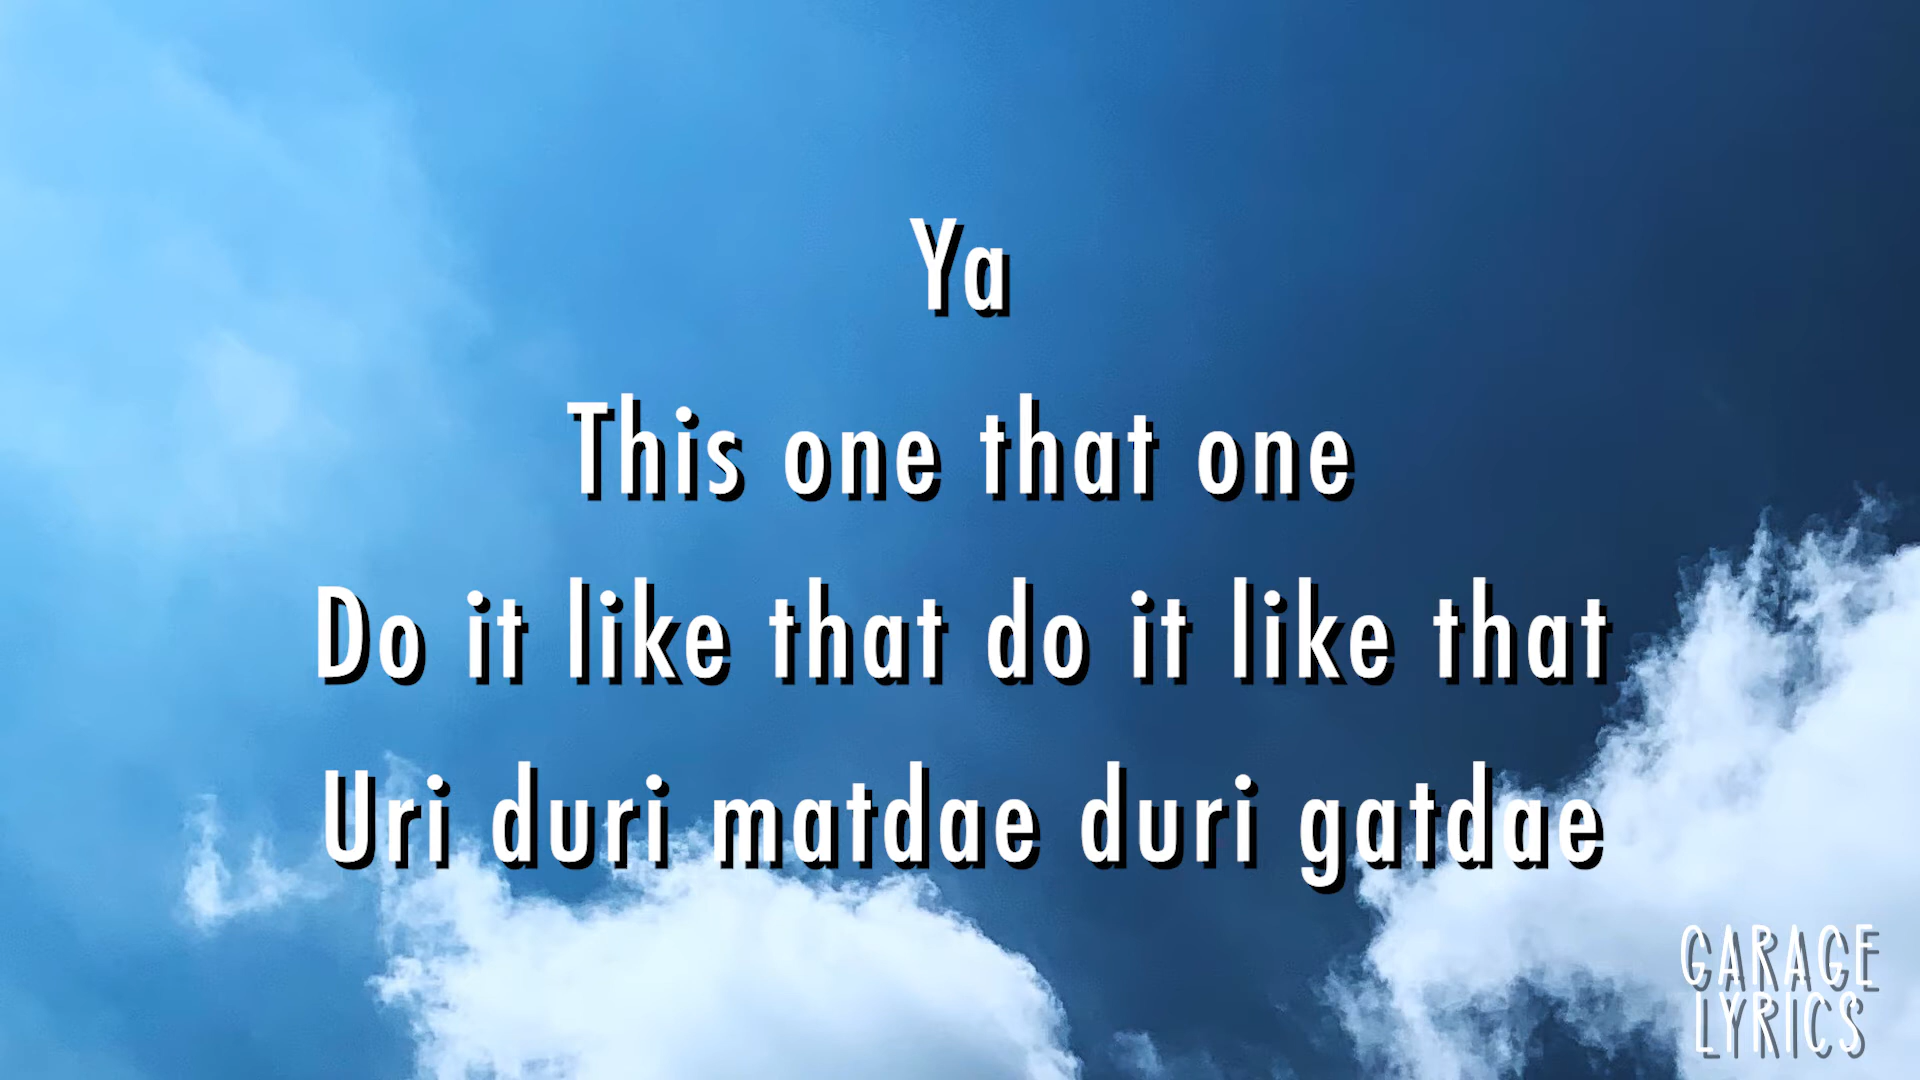 Ya
This one that one
Do it like that do it like that
Uri duri matdae duri gatdae
GARAGE
LYRICS